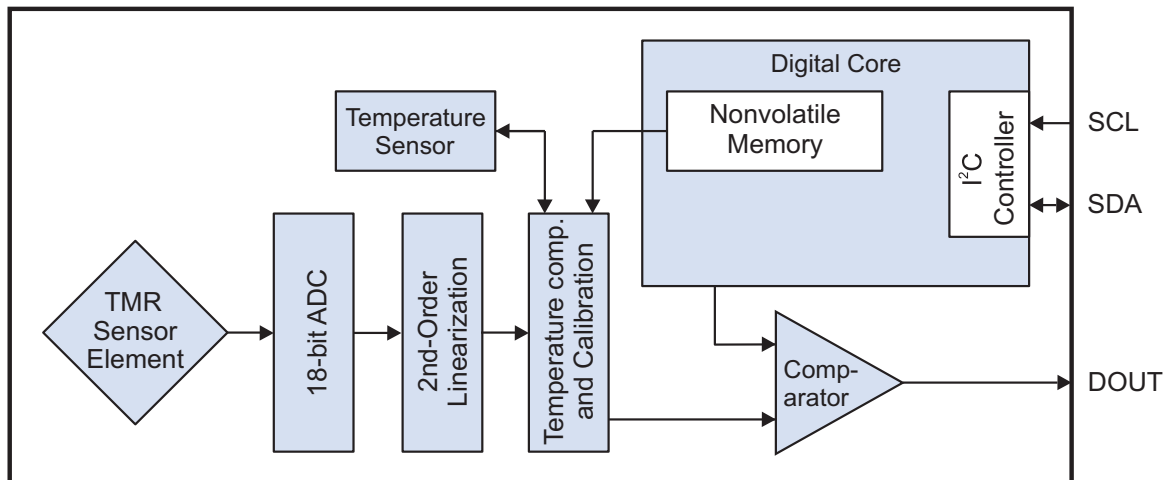 Digital Core
Temperature
Sensor
Nonvolatile
Memory
I²C
Controller
SCL
SDA
TMR
Sensor
Element
18-bit ADC
2nd-Order
Linearization
Temperature comp.
and Calibration
Comp-
arator
DOUT